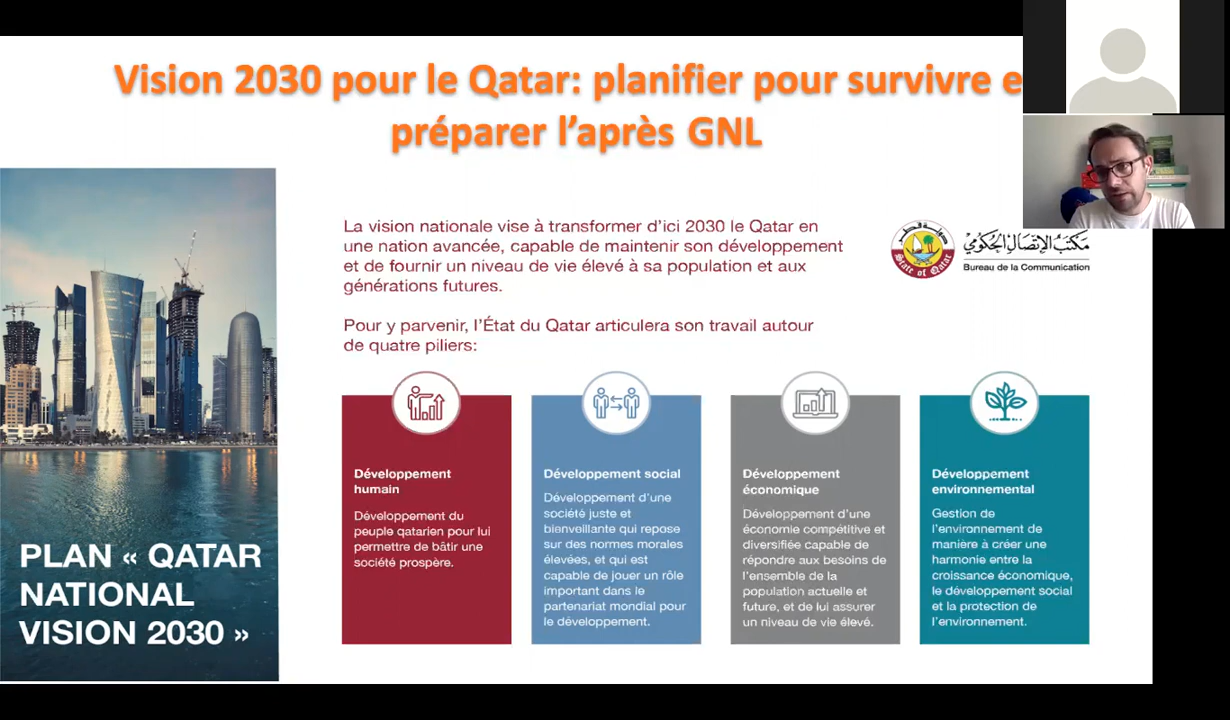 Vision 2030 pour le Qatar: planifier pour survivre e
préparer l'après GNL
La vision nationale vise à transformer d'ici 2030 le Qatar en
une nation avancée, capable de maintenir son développement
et de fournir un niveau de vie élevé à sa population et aux
générations futures.
Pour y parvenir, l'État du Qatar articulera son travail autour
de quatre piliers:
دولة قطر
State of Qatar
مكتب الاتصال الحكومي
Bureau de la Communication
PLAN « QATAR
NATIONAL
VISION 2030 »
Développement
humain
Développement du
peuple qatarien pour lui
permettre de bâtir une
société prospère.
Développement social
Développement d'une
société juste et
bienveillante qui repose
sur des normes morales
élevées, et qui est
capable de jouer un rôle
important dans le
partenariat mondial pour
le développement.
Développement
économique
Développement d'une
économie compétitive et
diversifiée capable de
répondre aux besoins de
l'ensemble de la
population actuelle et
future, et de lui assurer
un niveau de vie élevé.
Développement
environnemental
Gestion de
l'environnement de
manière à créer une
harmonie entre la
croissance économique,
le développement social
et la protection de
l'environnement.